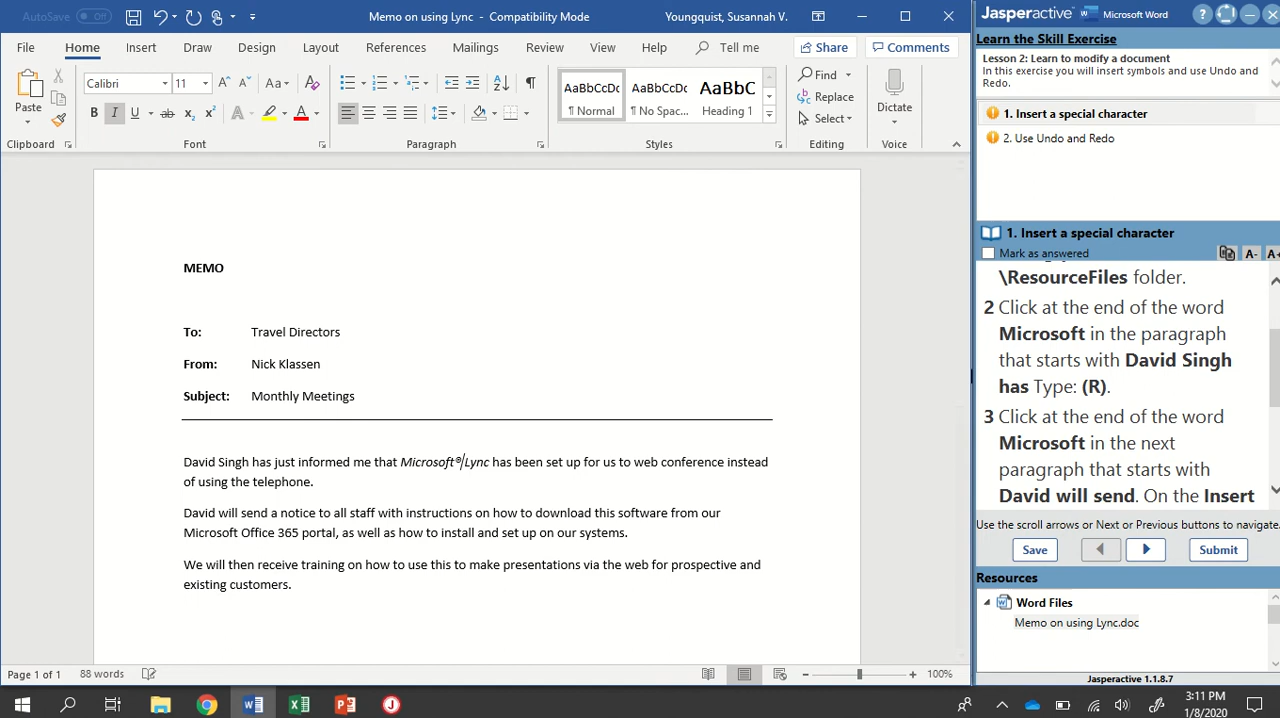 AutoSave Off Memo on using Lync - Compatibility Mode Youngquist, Susannah V.
File Home Insert Draw Design Layout References Mailings Review View Help Tell me Share Comments
Paste Calibri 11 Aa
B I U ab x₂ x² A A
AaBbCcDc AaBbCcDc AaBbC
¶ Normal ¶ No Spac... Heading 1
Find
Replace
Select
Dictate
Clipboard Font Paragraph Styles Editing Voice
MEMO
To: Travel Directors
From: Nick Klassen
Subject: Monthly Meetings
David Singh has just informed me that Microsoft® Lync has been set up for us to web conference instead
of using the telephone.
David will send a notice to all staff with instructions on how to download this software from our
Microsoft Office 365 portal, as well as how to install and set up on our systems.
We will then receive training on how to use this to make presentations via the web for prospective and
existing customers.
Page 1 of 1 88 words 100%
Jasperactive Microsoft Word
Learn the Skill Exercise
Lesson 2: Learn to modify a document
In this exercise you will insert symbols and use Undo and
Redo.
1. Insert a special character
2. Use Undo and Redo
1. Insert a special character
Mark as answered A- A+
\ResourceFiles folder.
2 Click at the end of the word
Microsoft in the paragraph
that starts with David Singh
has Type: (R).
3 Click at the end of the word
Microsoft in the next
paragraph that starts with
David will send. On the Insert
Use the scroll arrows or Next or Previous buttons to navigate.
Save Submit
Resources
Word Files
Memo on using Lync.doc
Jasperactive 1.1.8.7
3:11 PM
1/8/2020